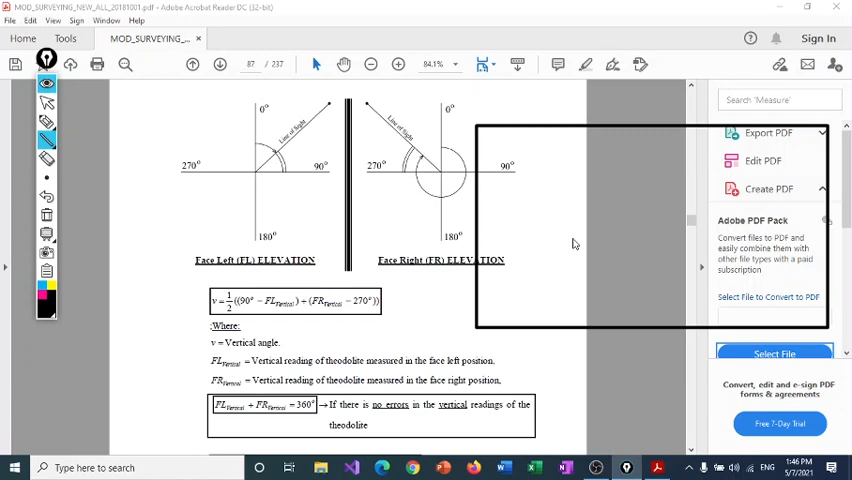 MOD_SURVEYING_NEW_ALL_20181001.pdf - Adobe Acrobat Reader DC (32-bit)
File Edit View Sign Window Help
Home Tools MOD_SURVEYING_... × Sign In
87 / 237 84.1%
Search 'Measure'
Export PDF
Edit PDF
Create PDF
Adobe PDF Pack
Convert files to PDF and
easily combine them with
other file types with a paid
subscription
Select File to Convert to PDF
Select File
Convert, edit and e-sign PDF
forms & agreements
Free 7-Day Trial
0° Line of sight
270° 90°
180°
Face Left (FL) ELEVATION
Line of sight 0°
270° 90°
180°
Face Right (FR) ELEVATION
v = 1/2 ((90° − FL_Vertical) + (FR_Vertical − 270°))
;Where:
v = Vertical angle.
FL_Vertical = Vertical reading of theodolite measured in the face left position,
FR_Vertical = Vertical reading of theodolite measured in the face right position,
FL_Vertical + FR_Vertical = 360° → If there is no errors in the vertical readings of the
theodolite
Type here to search
ENG
1:46 PM
5/7/2021